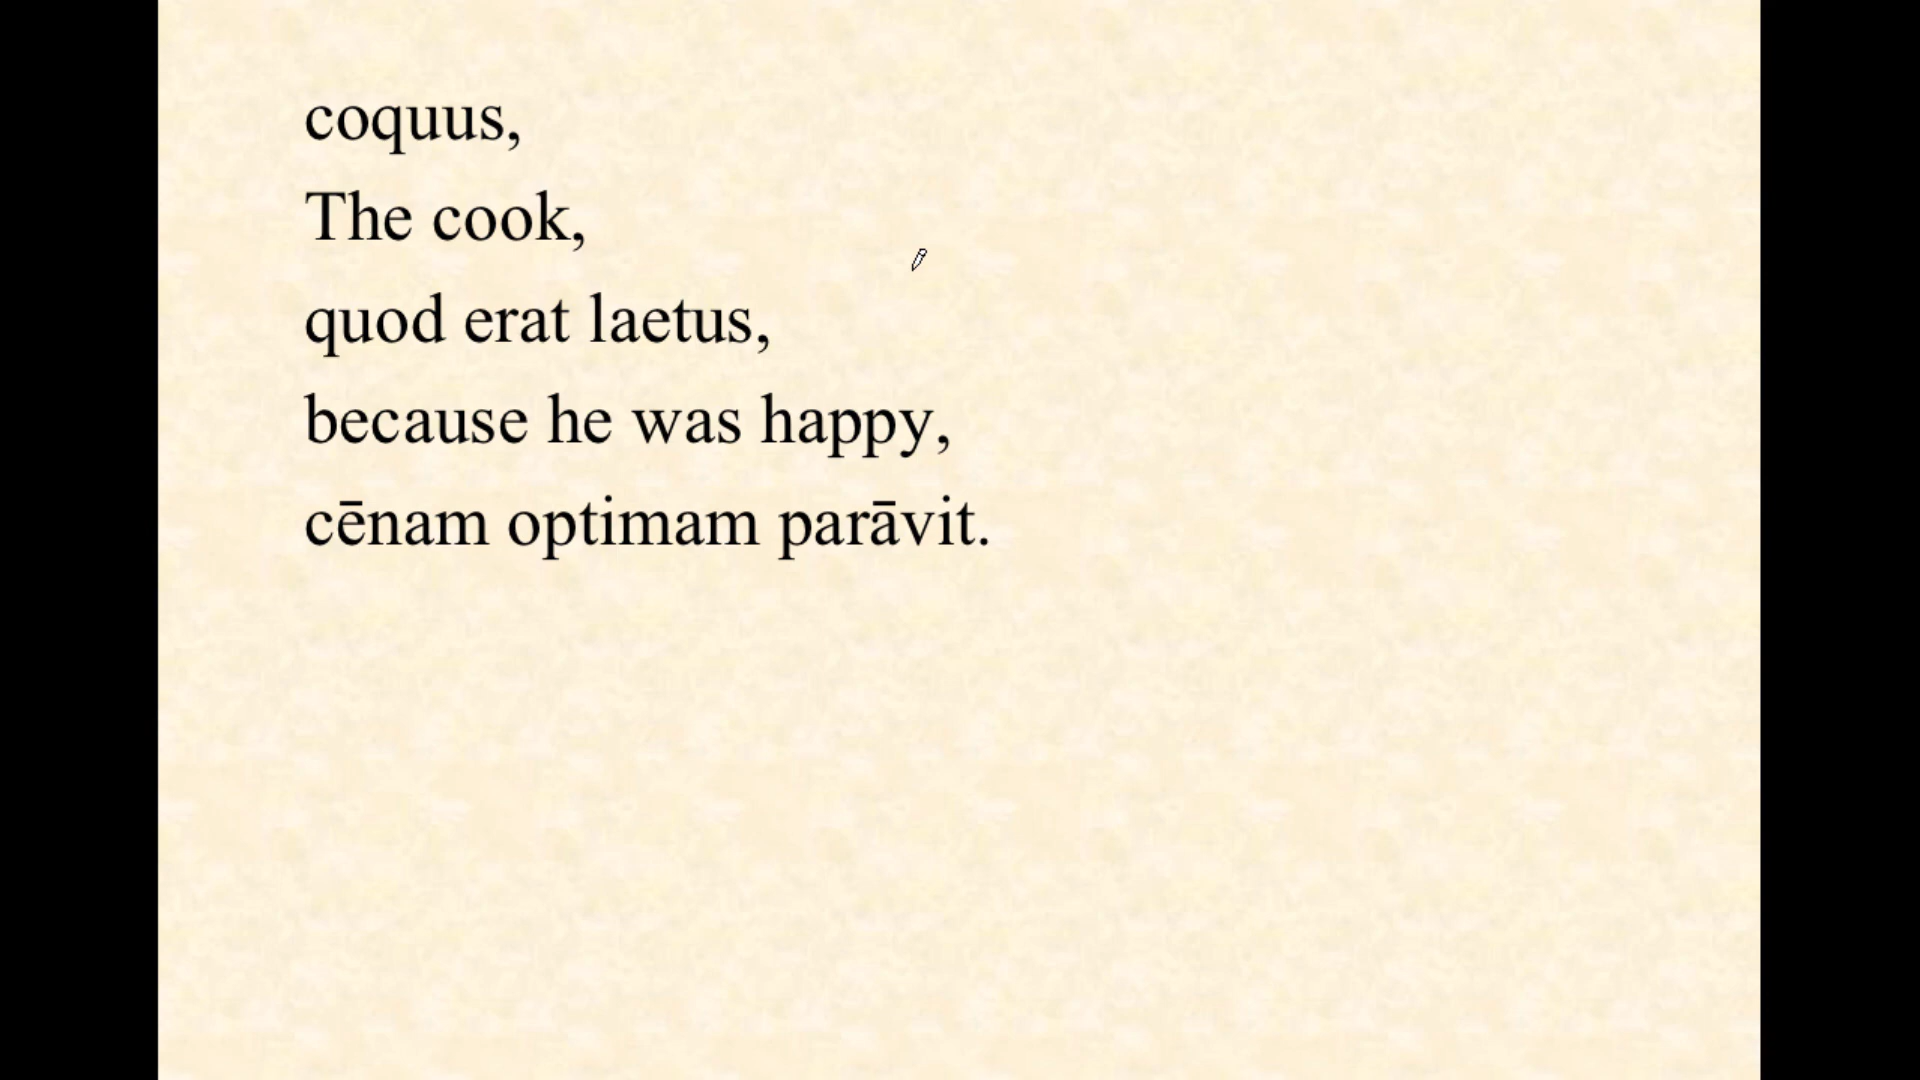 coquus,
The cook,
quod erat laetus,
because he was happy,
cēnam optimam parāvit.